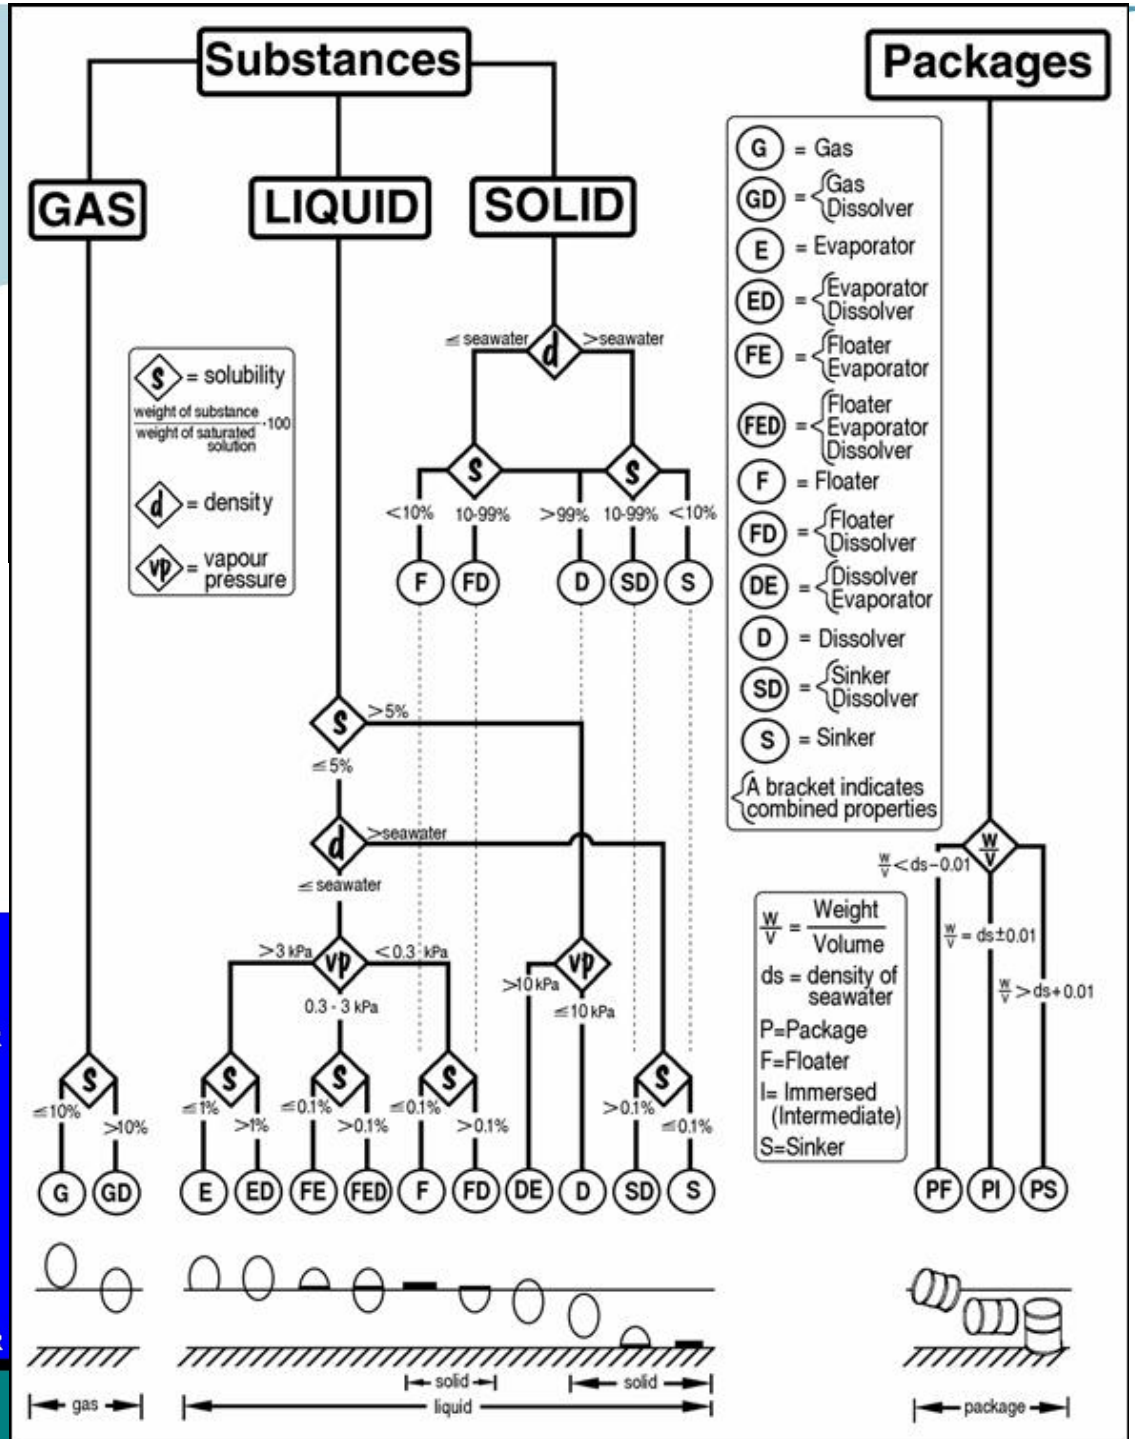 Substances
Packages
GAS
LIQUID
SOLID
G = Gas
GD = Gas
Dissolver
E = Evaporator
ED = Evaporator
Dissolver
FE = Floater
Evaporator
FED = Floater
Evaporator
Dissolver
F = Floater
FD = Floater
Dissolver
DE = Dissolver
Evaporator
D = Dissolver
SD = Sinker
Dissolver
S = Sinker
A bracket indicates
combined properties
S = solubility
weight of substance
weight of saturated
solution
·100
d = density
vp = vapour
pressure
≤ seawater
d
>seawater
S
S
<10%
10-99%
>99%
10-99%
<10%
F
FD
D
SD
S
S
>5%
≤5%
d
>seawater
≤ seawater
>3 kPa
vp
<0.3 kPa
0.3 - 3 kPa
vp
>10 kPa
≤10 kPa
S
≤10%
>10%
S
≤1%
>1%
S
≤0.1%
>0.1%
S
≤0.1%
>0.1%
S
>0.1%
≤0.1%
G
GD
E
ED
FE
FED
F
FD
DE
D
SD
S
w/v
w/v < ds-0.01
w/v = ds±0.01
w/v > ds+0.01
W/V = Weight/Volume
ds = density of
seawater
P=Package
F=Floater
I= Immersed
(Intermediate)
S=Sinker
PF
PI
PS
solid
solid
gas
liquid
package